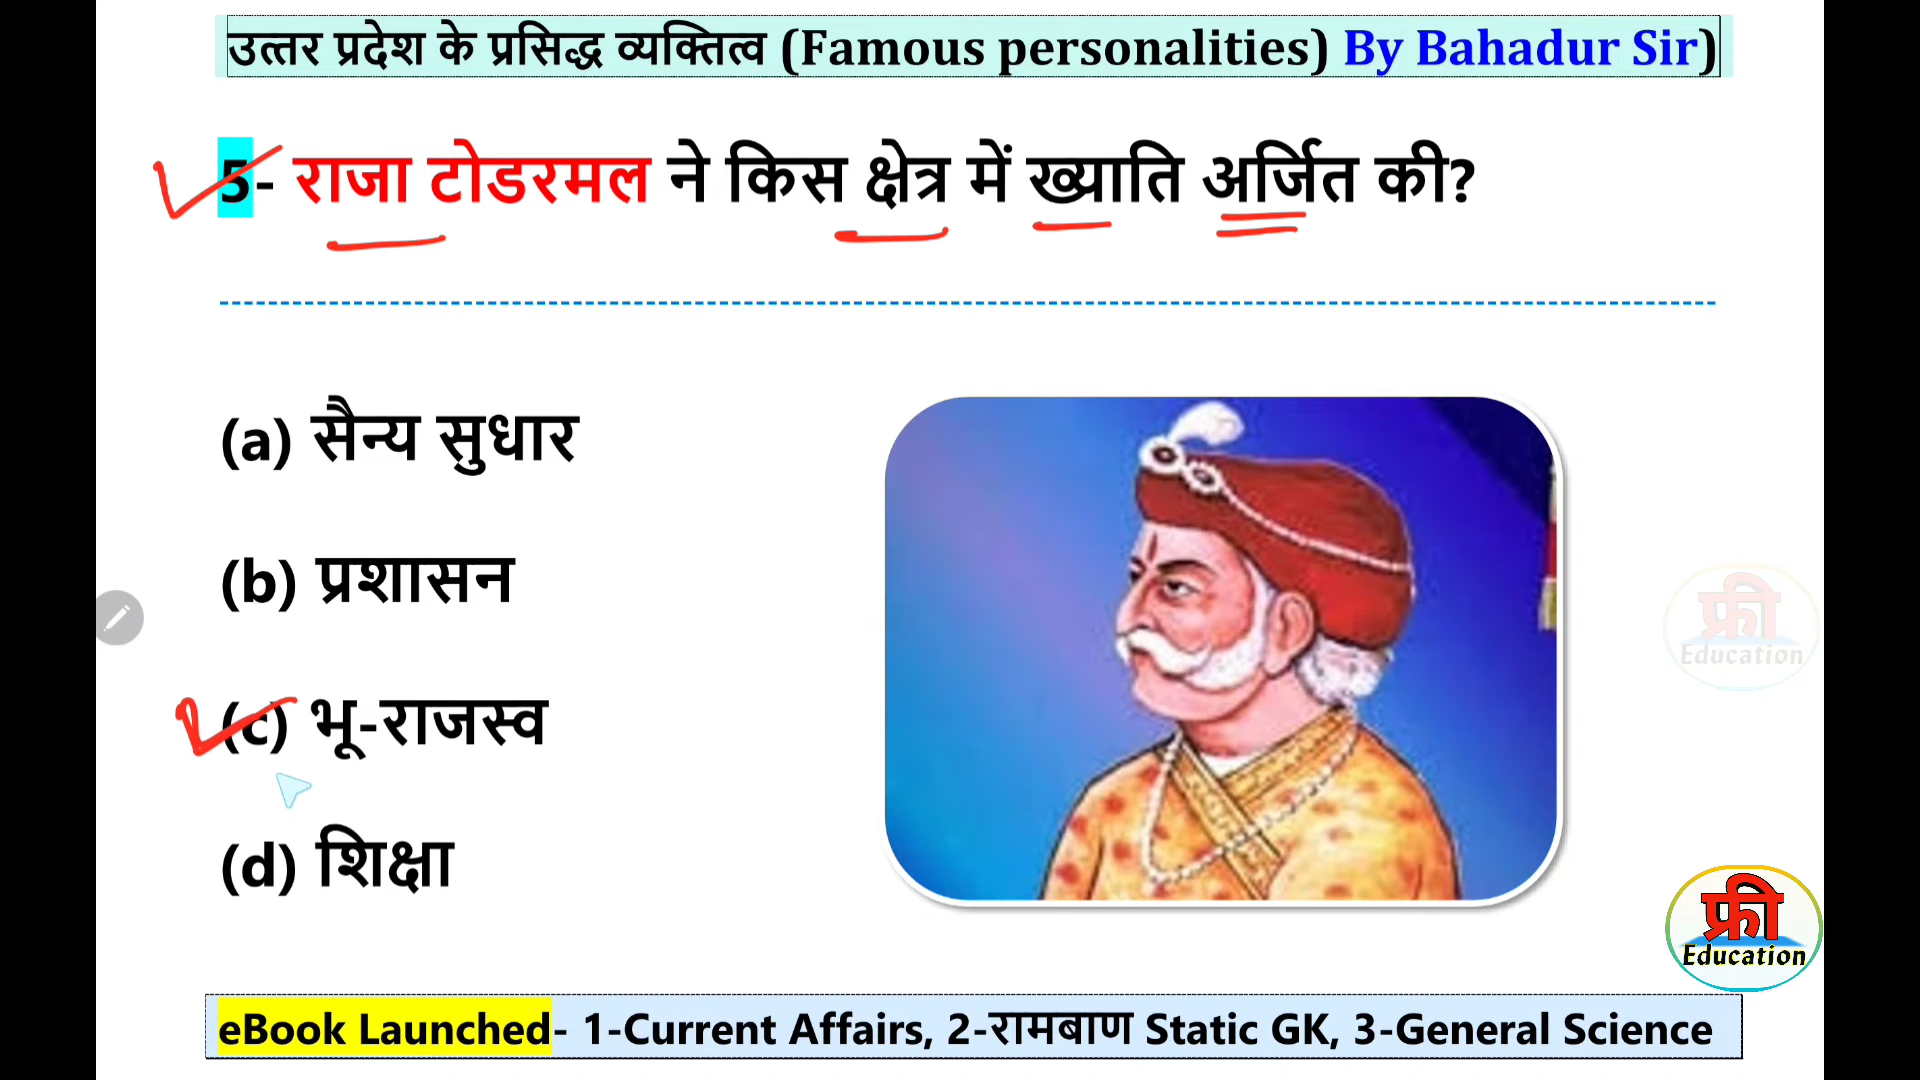 उत्तर प्रदेश के प्रसिद्ध व्यक्तित्व (Famous personalities) By Bahadur Sir)
5- राजा टोडरमल ने किस क्षेत्र में ख्याति अर्जित की?
(a) सैन्य सुधार
(b) प्रशासन
(c) भू-राजस्व
(d) शिक्षा
फ्री
Education
फ्री
Education
eBook Launched- 1-Current Affairs, 2-रामबाण Static GK, 3-General Science